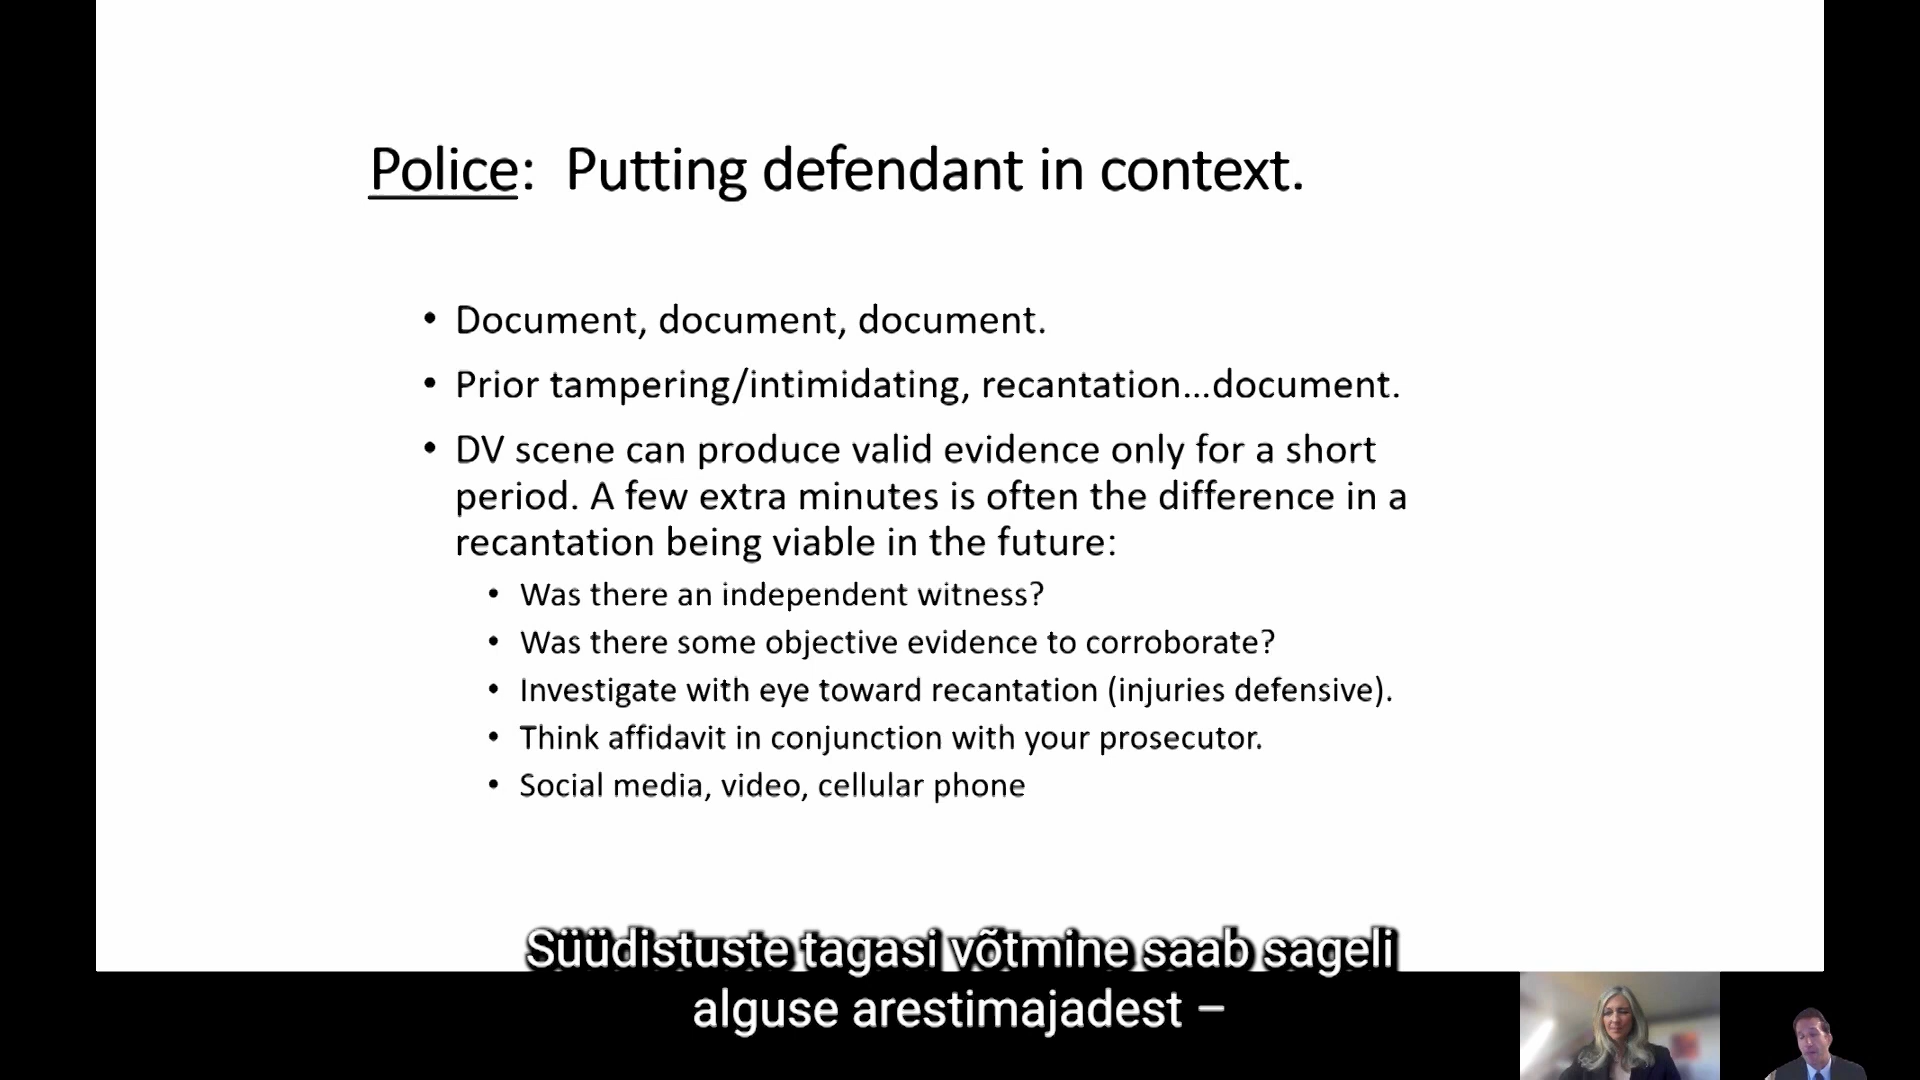 Police:  Putting defendant in context.
• Document, document, document.
• Prior tampering/intimidating, recantation...document.
• DV scene can produce valid evidence only for a short
period. A few extra minutes is often the difference in a
recantation being viable in the future:
• Was there an independent witness?
• Was there some objective evidence to corroborate?
• Investigate with eye toward recantation (injuries defensive).
• Think affidavit in conjunction with your prosecutor.
• Social media, video, cellular phone
Süüdistuste tagasi võtmine saab sageli
alguse arestimajadest –